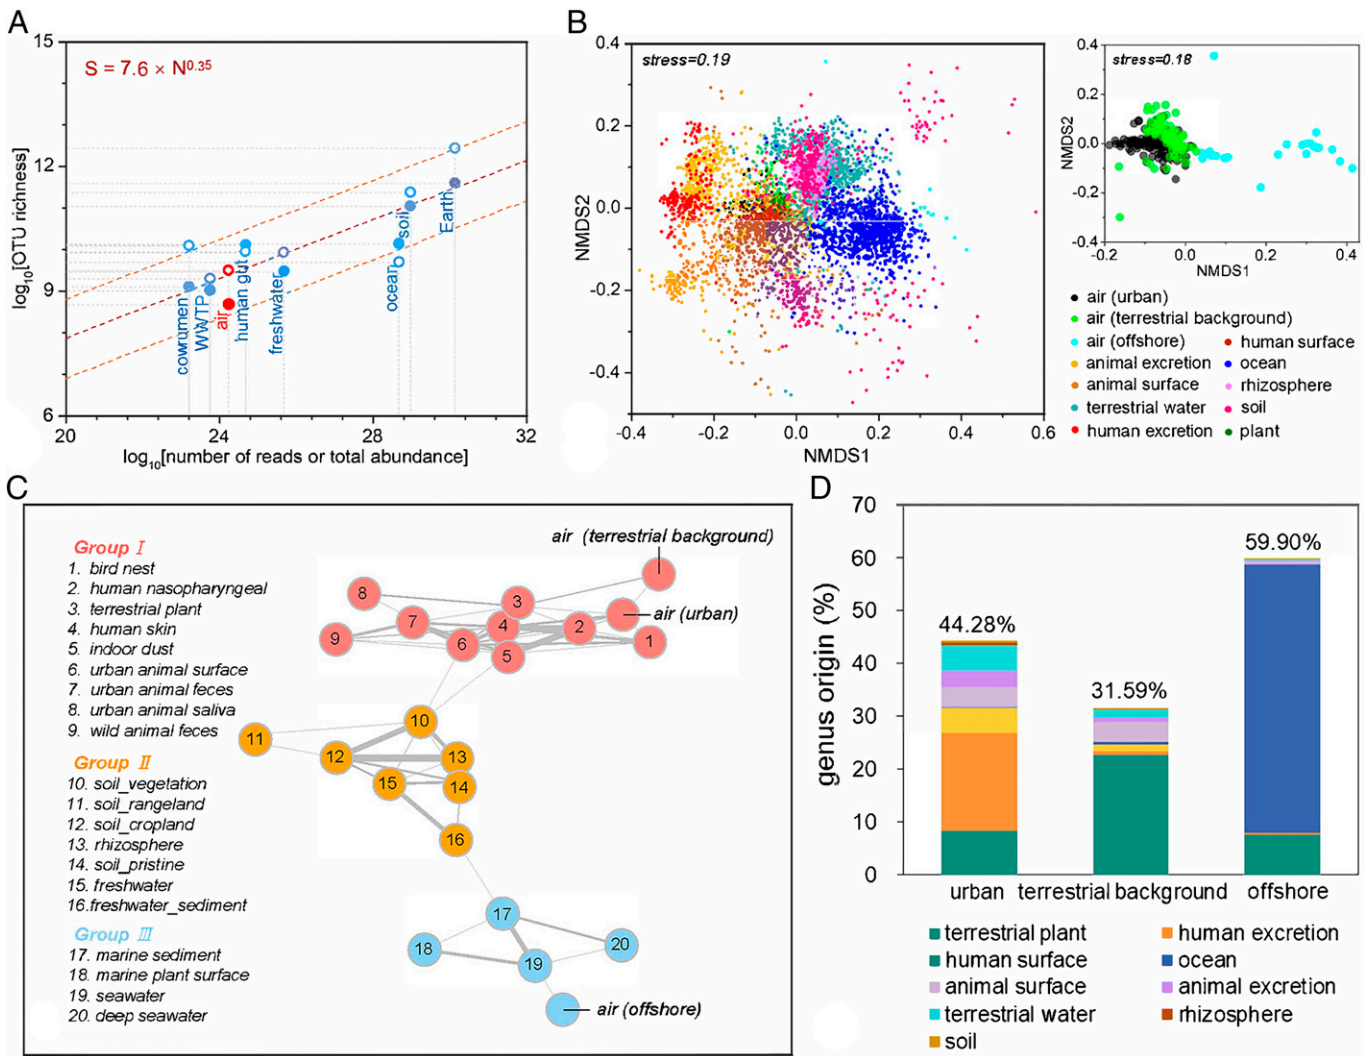 A
15
12
9
6
S = 7.6 × N0.35
log10[OTU richness]
cowrumen
WWTP
air
human gut
freshwater
ocean
soil
Earth
20 24 28 32
log10[number of reads or total abundance]
B
0.4
0.2
0.0
-0.2
-0.4
stress=0.19
NMDS2
-0.4 -0.2 0.0 0.2 0.4 0.6
NMDS1
0.4
0.2
0.0
-0.2
-0.4
stress=0.18
NMDS2
0.0 0.2 0.4
NMDS1
air (urban)
air (terrestrial background)
air (offshore)
animal excretion
animal surface
terrestrial water
human excretion
human surface
ocean
rhizosphere
soil
plant
C
Group I
1. bird nest
2. human nasopharyngeal
3. terrestrial plant
4. human skin
5. indoor dust
6. urban animal surface
7. urban animal feces
8. urban animal saliva
9. wild animal feces
Group II
10. soil_vegetation
11. soil_rangeland
12. soil_cropland
13. rhizosphere
14. soil_pristine
15. freshwater
16.freshwater_sediment
Group III
17. marine sediment
18. marine plant surface
19. seawater
20. deep seawater
air (terrestrial background)
air (urban)
8
3
7
4
2
9
6
5
1
10
11
12
13
15
14
16
17
18
19
20
air (offshore)
D
70
60
50
40
30
20
10
0
genus origin (%)
44.28%
31.59%
59.90%
urban terrestrial background offshore
terrestrial plant
human surface
animal surface
terrestrial water
soil
human excretion
ocean
animal excretion
rhizosphere